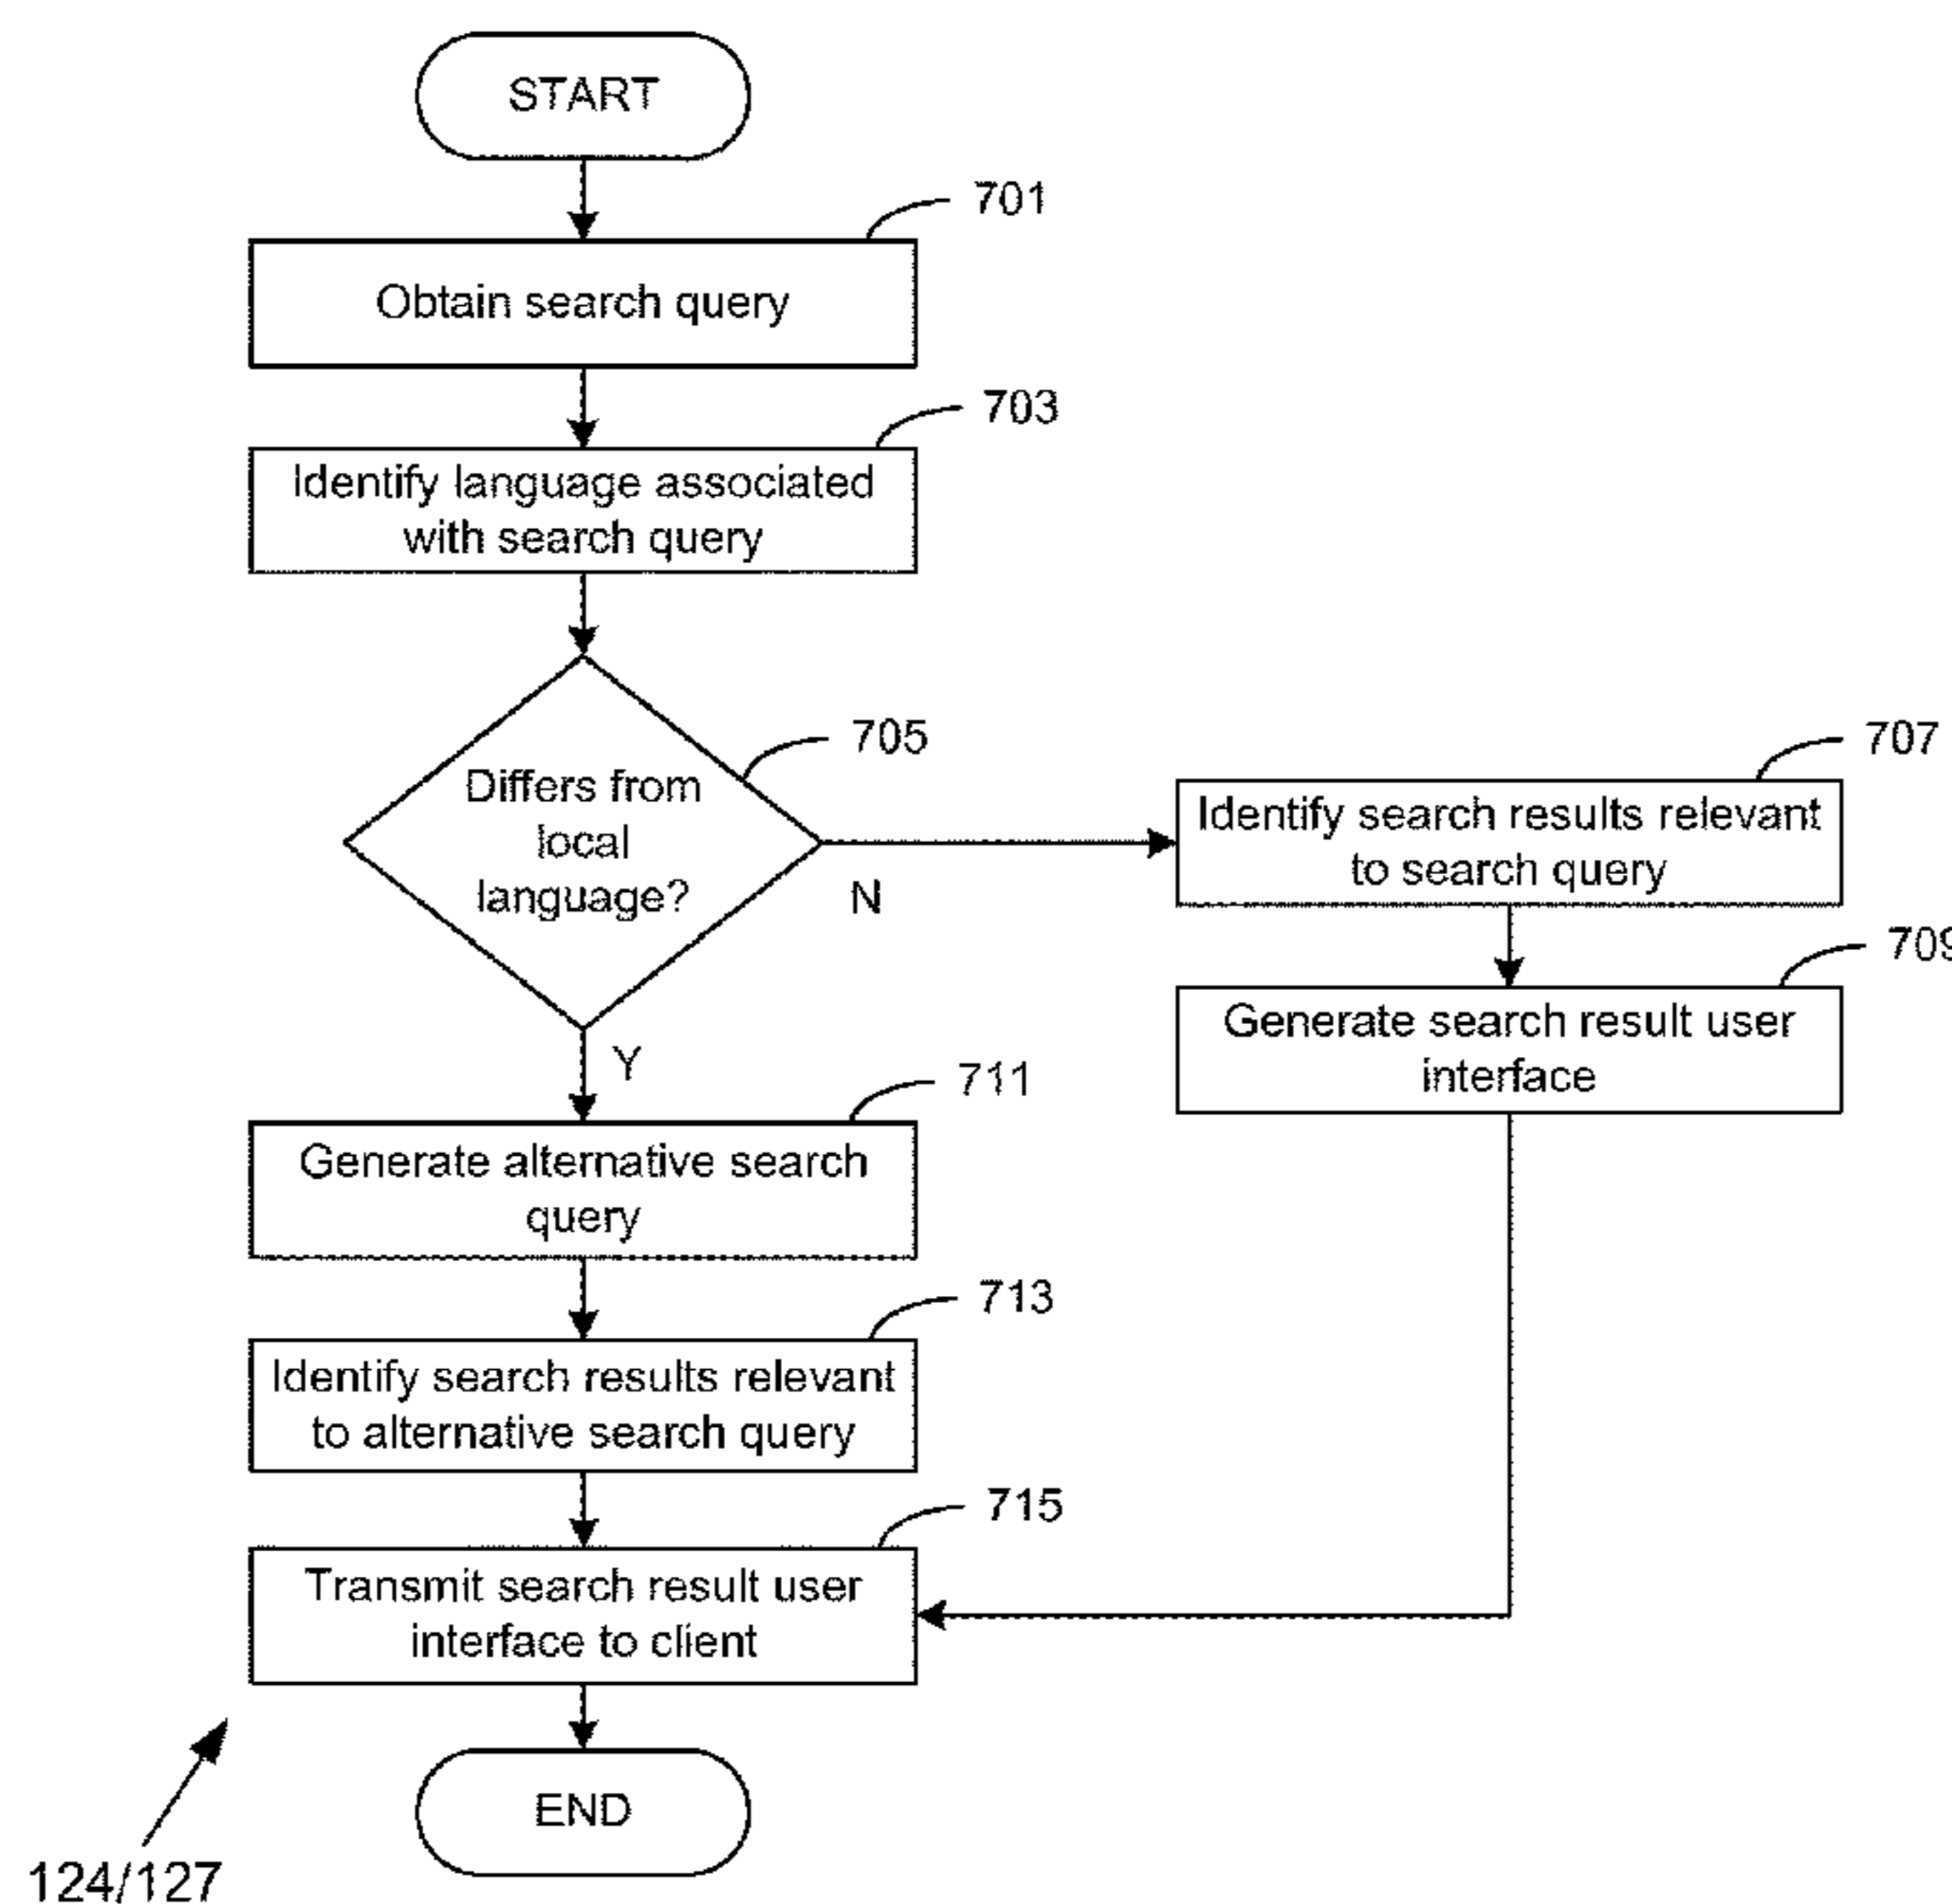 START
701
Obtain search query
703
Identify language associated
with search query
705
Differs from
local
language?
N
707
Identify search results relevant
to search query
709
Generate search result user
interface
Y
711
Generate alternative search
query
713
Identify search results relevant
to alternative search query
715
Transmit search result user
interface to client
END
124/127